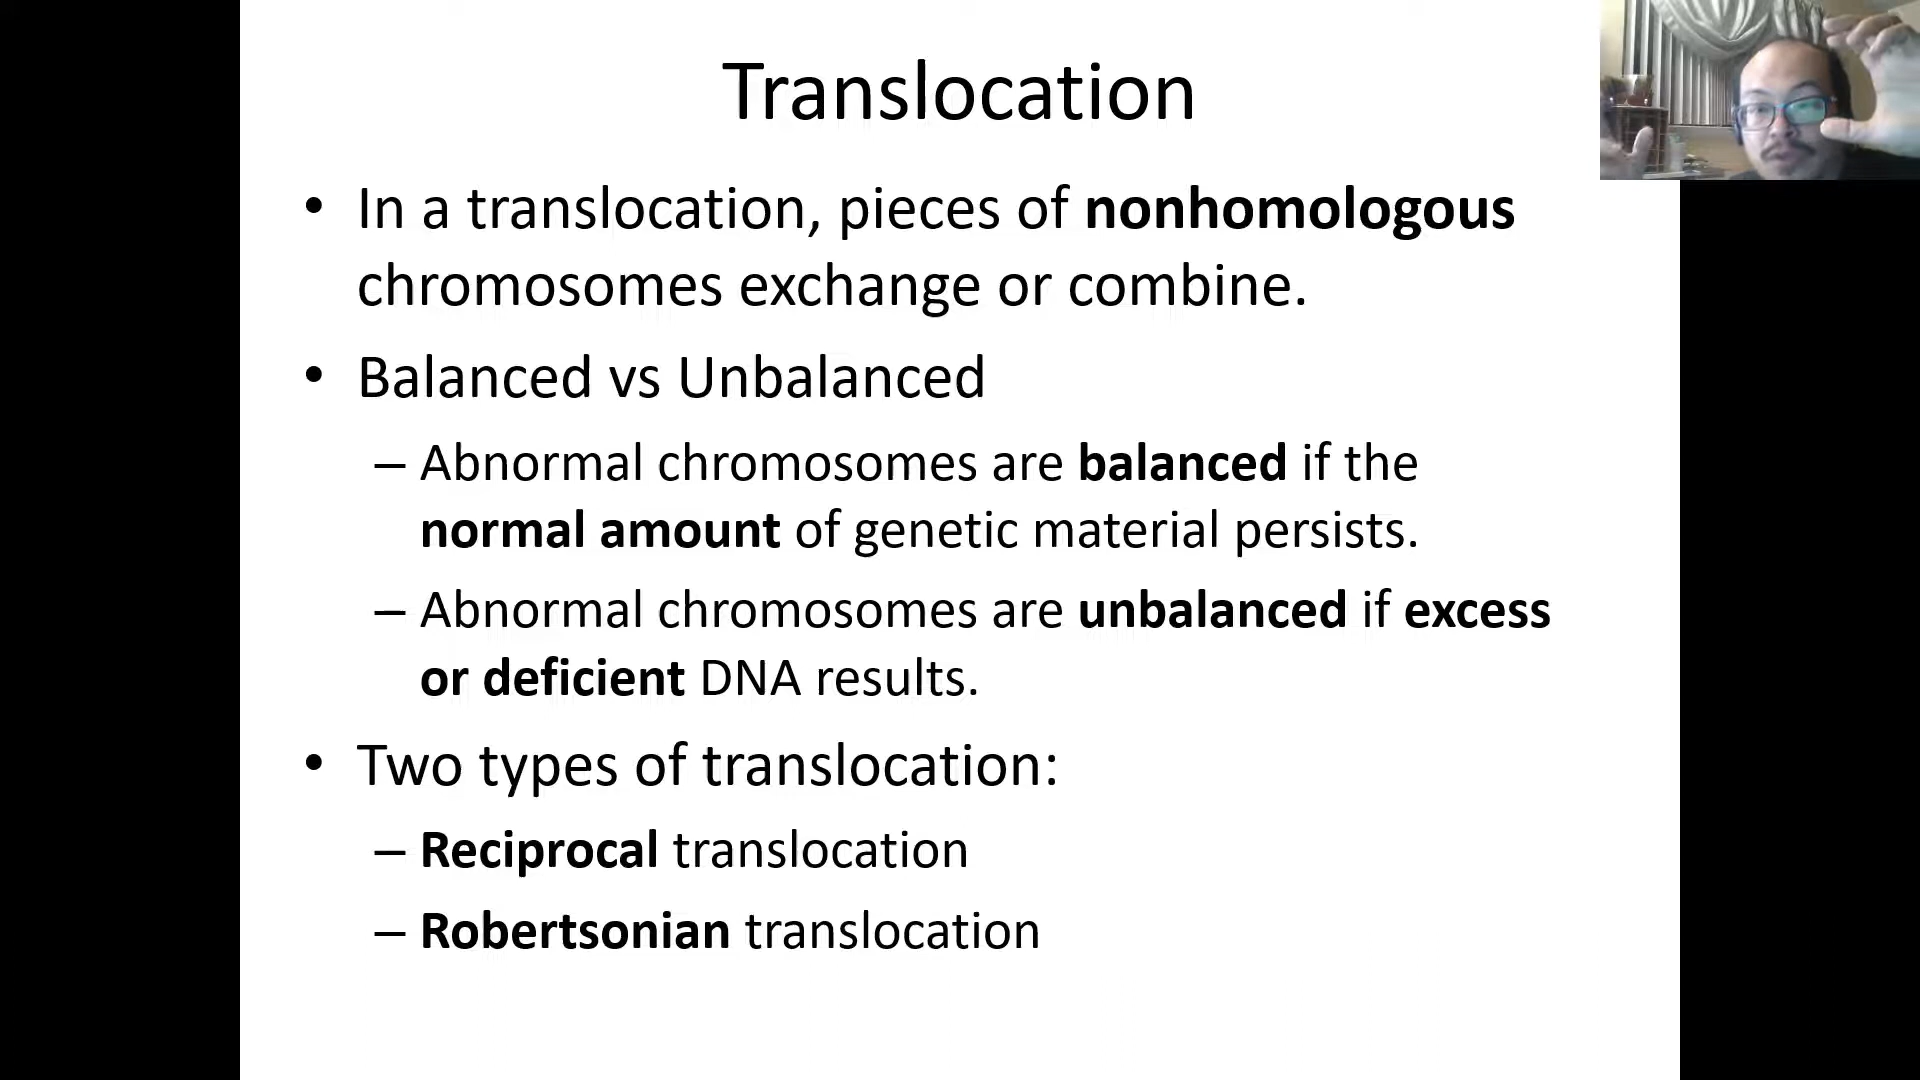 Translocation
• In a translocation, pieces of nonhomologous
chromosomes exchange or combine.
• Balanced vs Unbalanced
– Abnormal chromosomes are balanced if the
normal amount of genetic material persists.
– Abnormal chromosomes are unbalanced if excess
or deficient DNA results.
• Two types of translocation:
– Reciprocal translocation
– Robertsonian translocation